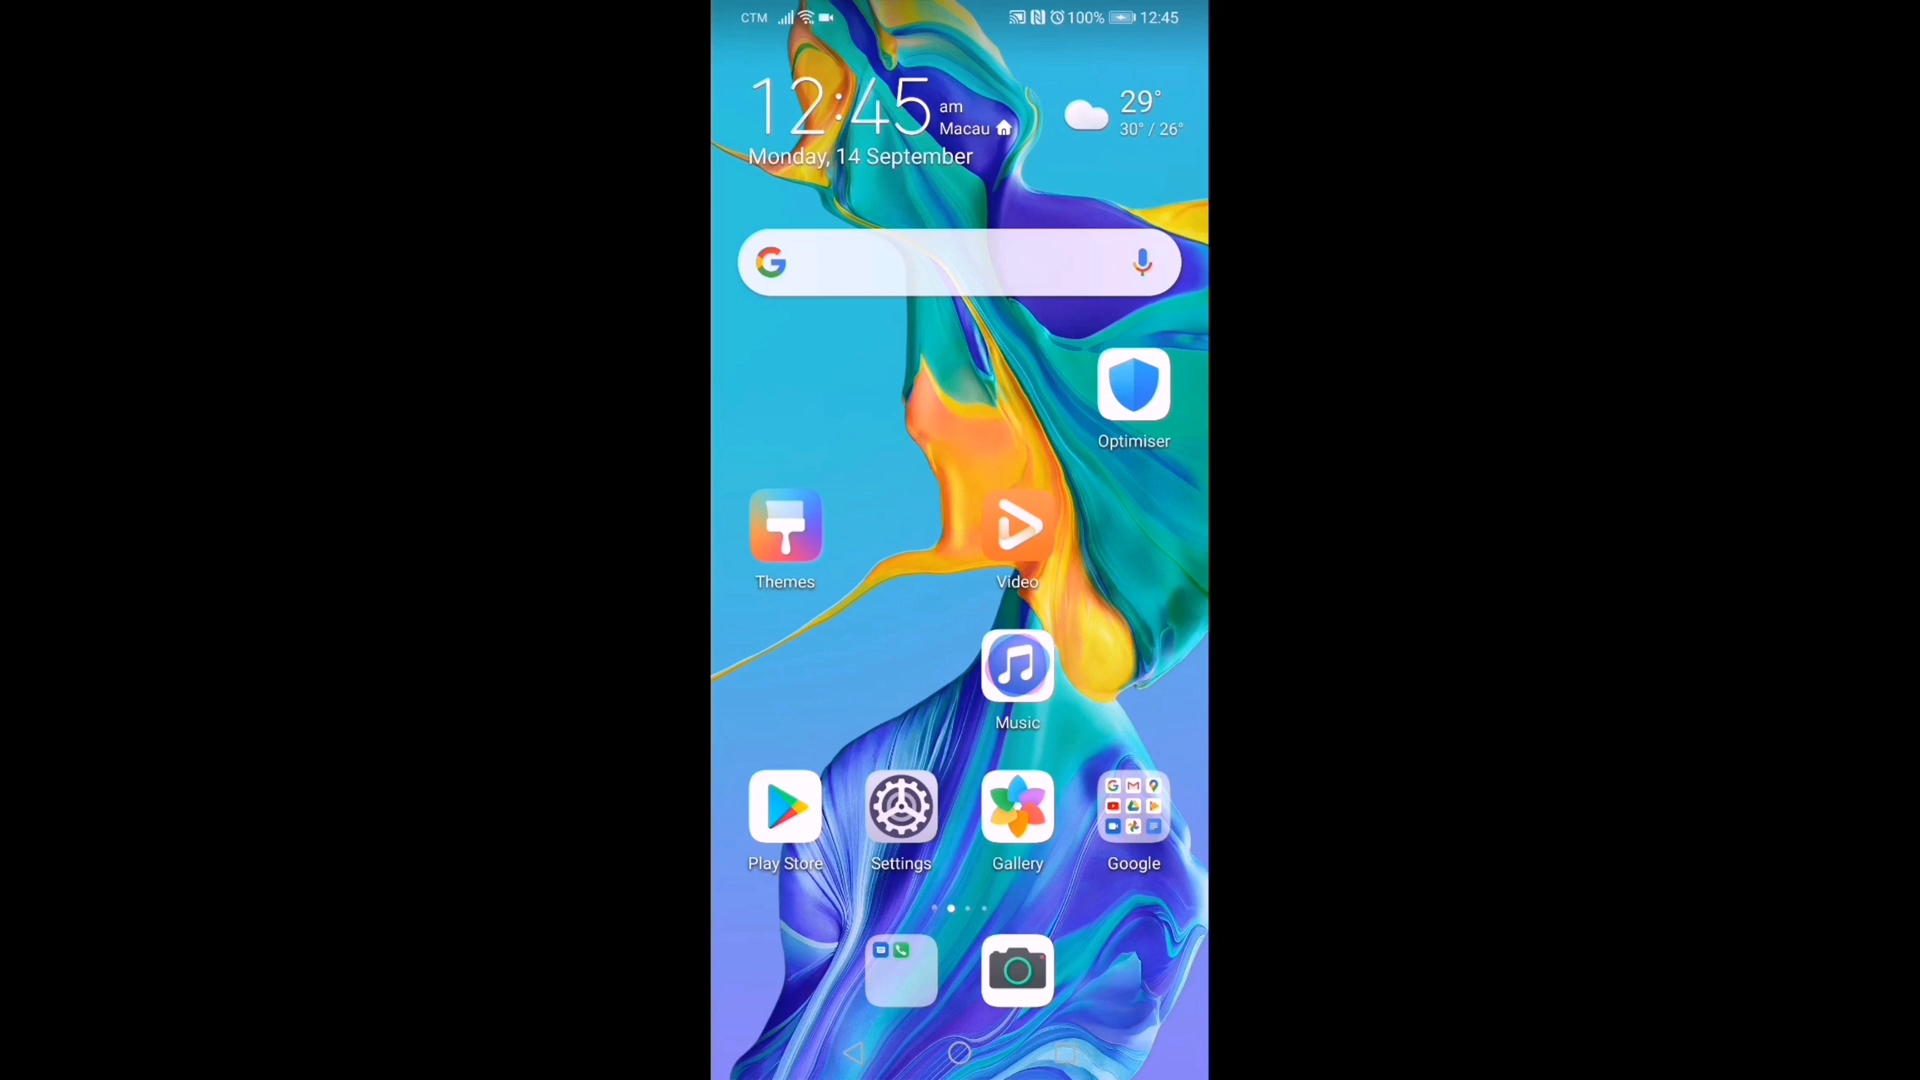 CTM 100% 12:45
12:45 am
Macau
Monday, 14 September
29°
30° / 26°
Optimiser
Themes
Video
Music
Play Store
Settings
Gallery
Google